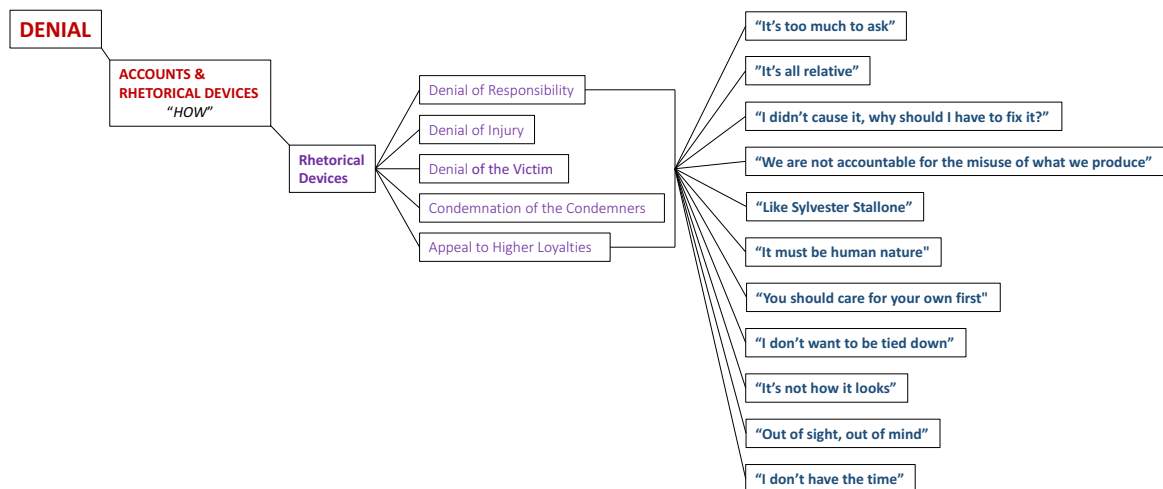 DENIAL
ACCOUNTS &
RHETORICAL DEVICES
“HOW”
Rhetorical
Devices
Denial of Responsibility
Denial of Injury
Denial of the Victim
Condemnation of the Condemners
Appeal to Higher Loyalties
“It’s too much to ask”
”It’s all relative”
“I didn’t cause it, why should I have to fix it?”
“We are not accountable for the misuse of what we produce”
“Like Sylvester Stallone”
“It must be human nature"
“You should care for your own first"
“I don’t want to be tied down”
“It’s not how it looks”
“Out of sight, out of mind”
“I don’t have the time”